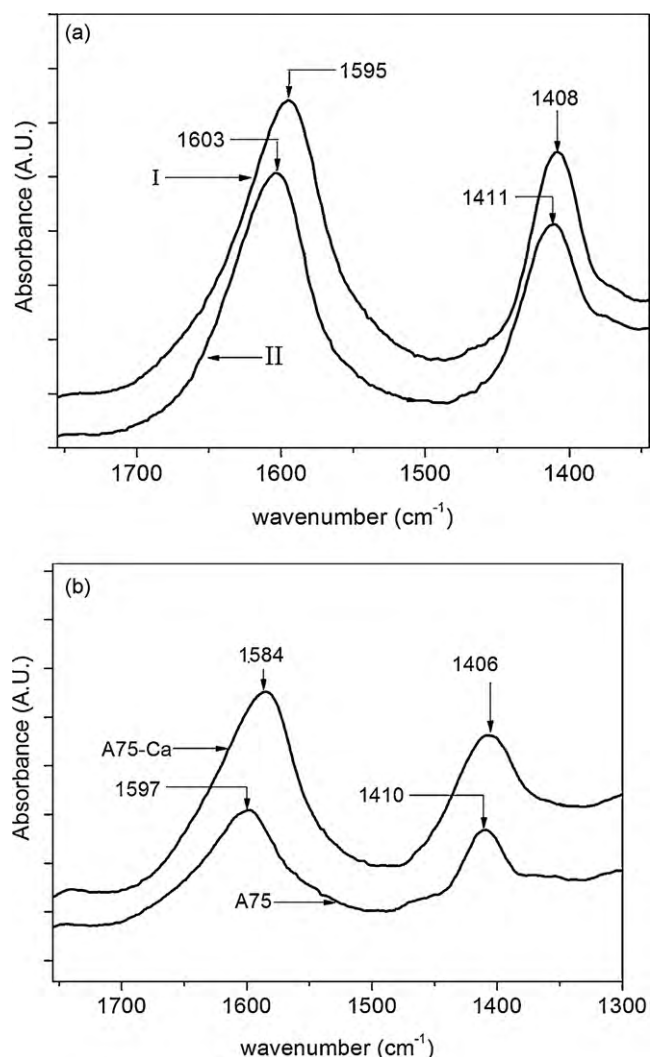 (a)
1595
1603
1408
1411
I
II
Absorbance (A.U.)
1700 1600 1500 1400
wavenumber (cm⁻¹)
(b)
1584
1406
A75-Ca
1597
1410
A75
Absorbance (A.U.)
1700 1600 1500 1400 1300
wavenumber (cm⁻¹)